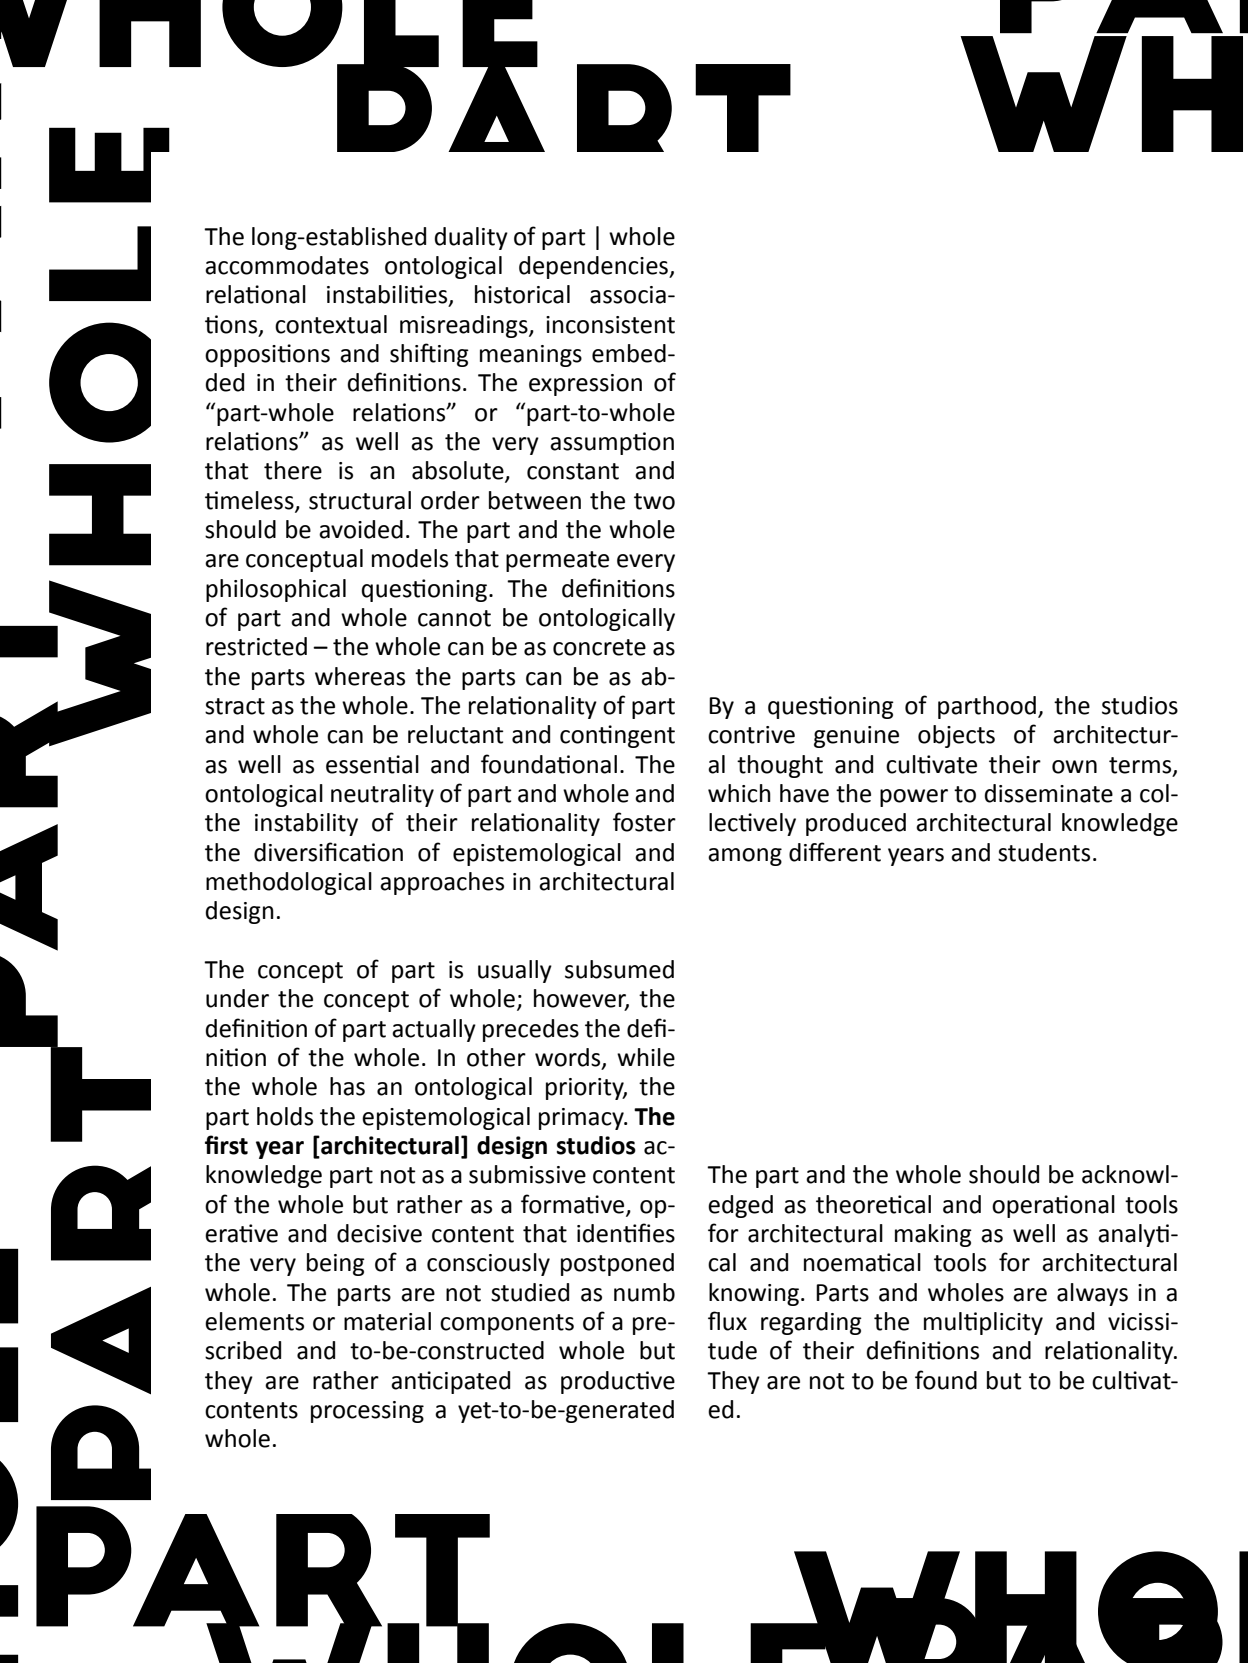 WHOLE
PART
WH
WHOLE
PART
PART
The long-established duality of part | whole
accommodates ontological dependencies,
relational instabilities, historical associa-
tions, contextual misreadings, inconsistent
oppositions and shifting meanings embed-
ded in their definitions. The expression of
“part-whole relations” or “part-to-whole
relations” as well as the very assumption
that there is an absolute, constant and
timeless, structural order between the two
should be avoided. The part and the whole
are conceptual models that permeate every
philosophical questioning. The definitions
of part and whole cannot be ontologically
restricted – the whole can be as concrete as
the parts whereas the parts can be as ab-
stract as the whole. The relationality of part
and whole can be reluctant and contingent
as well as essential and foundational. The
ontological neutrality of part and whole and
the instability of their relationality foster
the diversification of epistemological and
methodological approaches in architectural
design.
The concept of part is usually subsumed
under the concept of whole; however, the
definition of part actually precedes the defi-
nition of the whole. In other words, while
the whole has an ontological priority, the
part holds the epistemological primacy. The
first year [architectural] design studios ac-
knowledge part not as a submissive content
of the whole but rather as a formative, op-
erative and decisive content that identifies
the very being of a consciously postponed
whole. The parts are not studied as numb
elements or material components of a pre-
scribed and to-be-constructed whole but
they are rather anticipated as productive
contents processing a yet-to-be-generated
whole.
By a questioning of parthood, the studios
contrive genuine objects of architectur-
al thought and cultivate their own terms,
which have the power to disseminate a col-
lectively produced architectural knowledge
among different years and students.
The part and the whole should be acknowl-
edged as theoretical and operational tools
for architectural making as well as analyti-
cal and noematical tools for architectural
knowing. Parts and wholes are always in a
flux regarding the multiplicity and vicissi-
tude of their definitions and relationality.
They are not to be found but to be cultivat-
ed.
PART
WHO
WHOLE
PAR